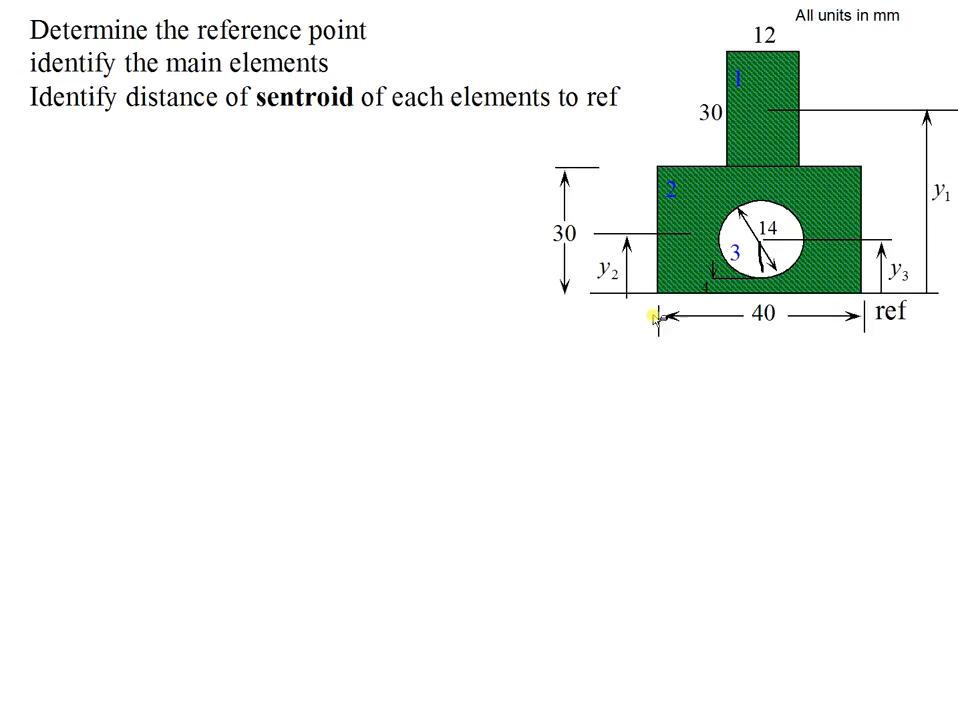 All units in mm
Determine the reference point
identify the main elements
Identify distance of sentroid of each elements to ref
12
1
30
2
y1
14
30
3
y2
y3
4
40
ref